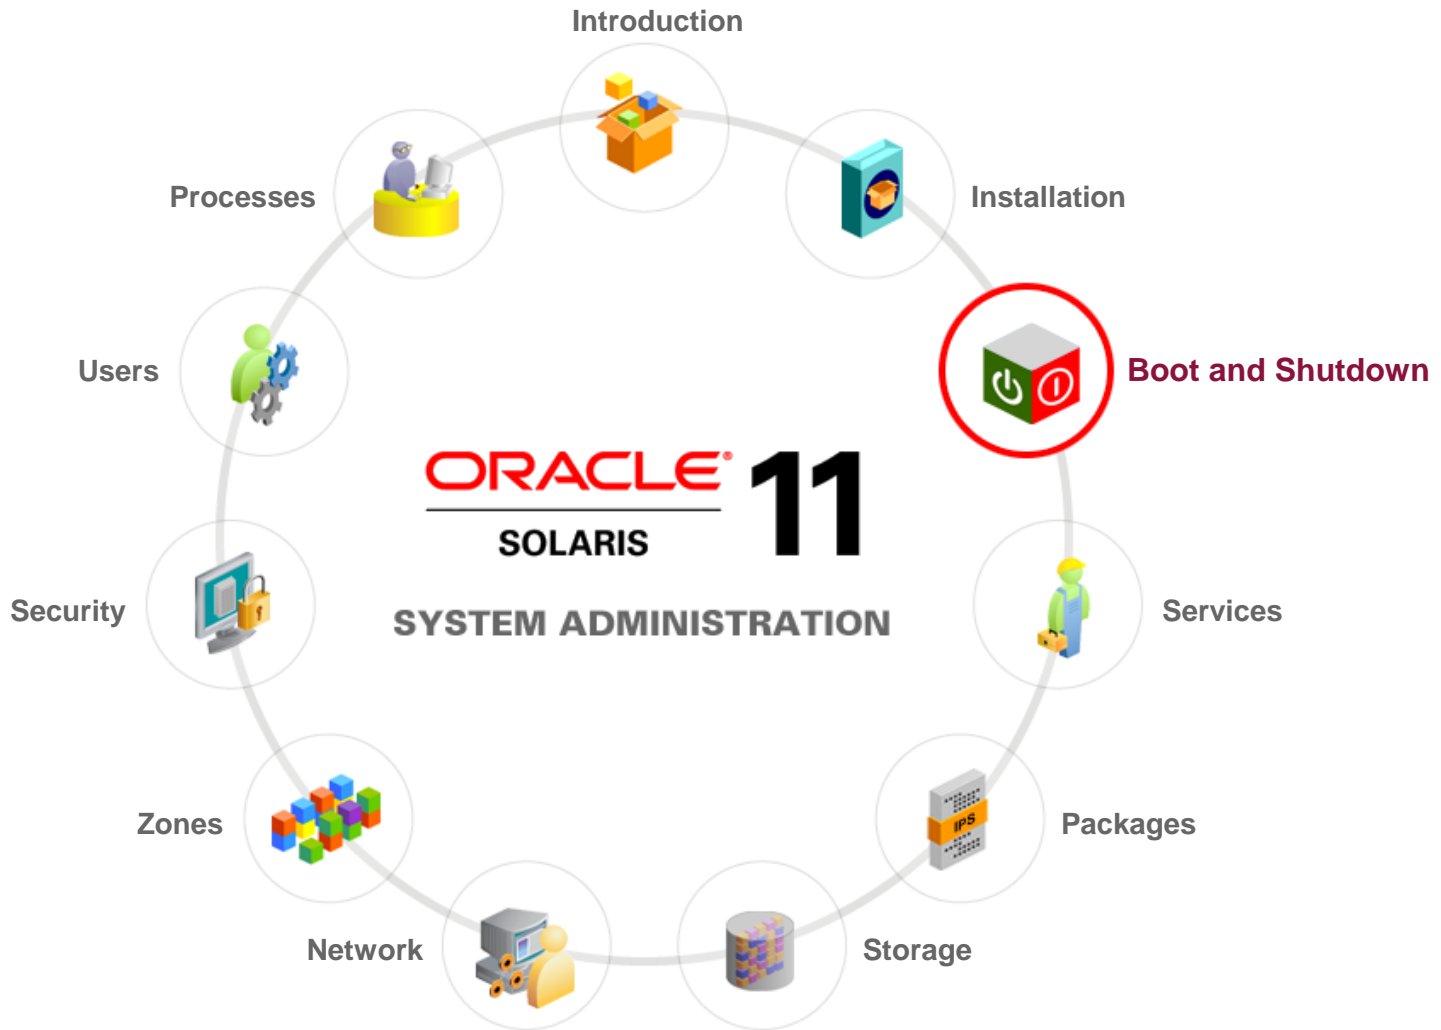 Introduction
Processes
Installation
Users
Boot and Shutdown
ORACLE® 11
SOLARIS
SYSTEM ADMINISTRATION
Security
Services
Zones
IPS
Packages
Network
Storage